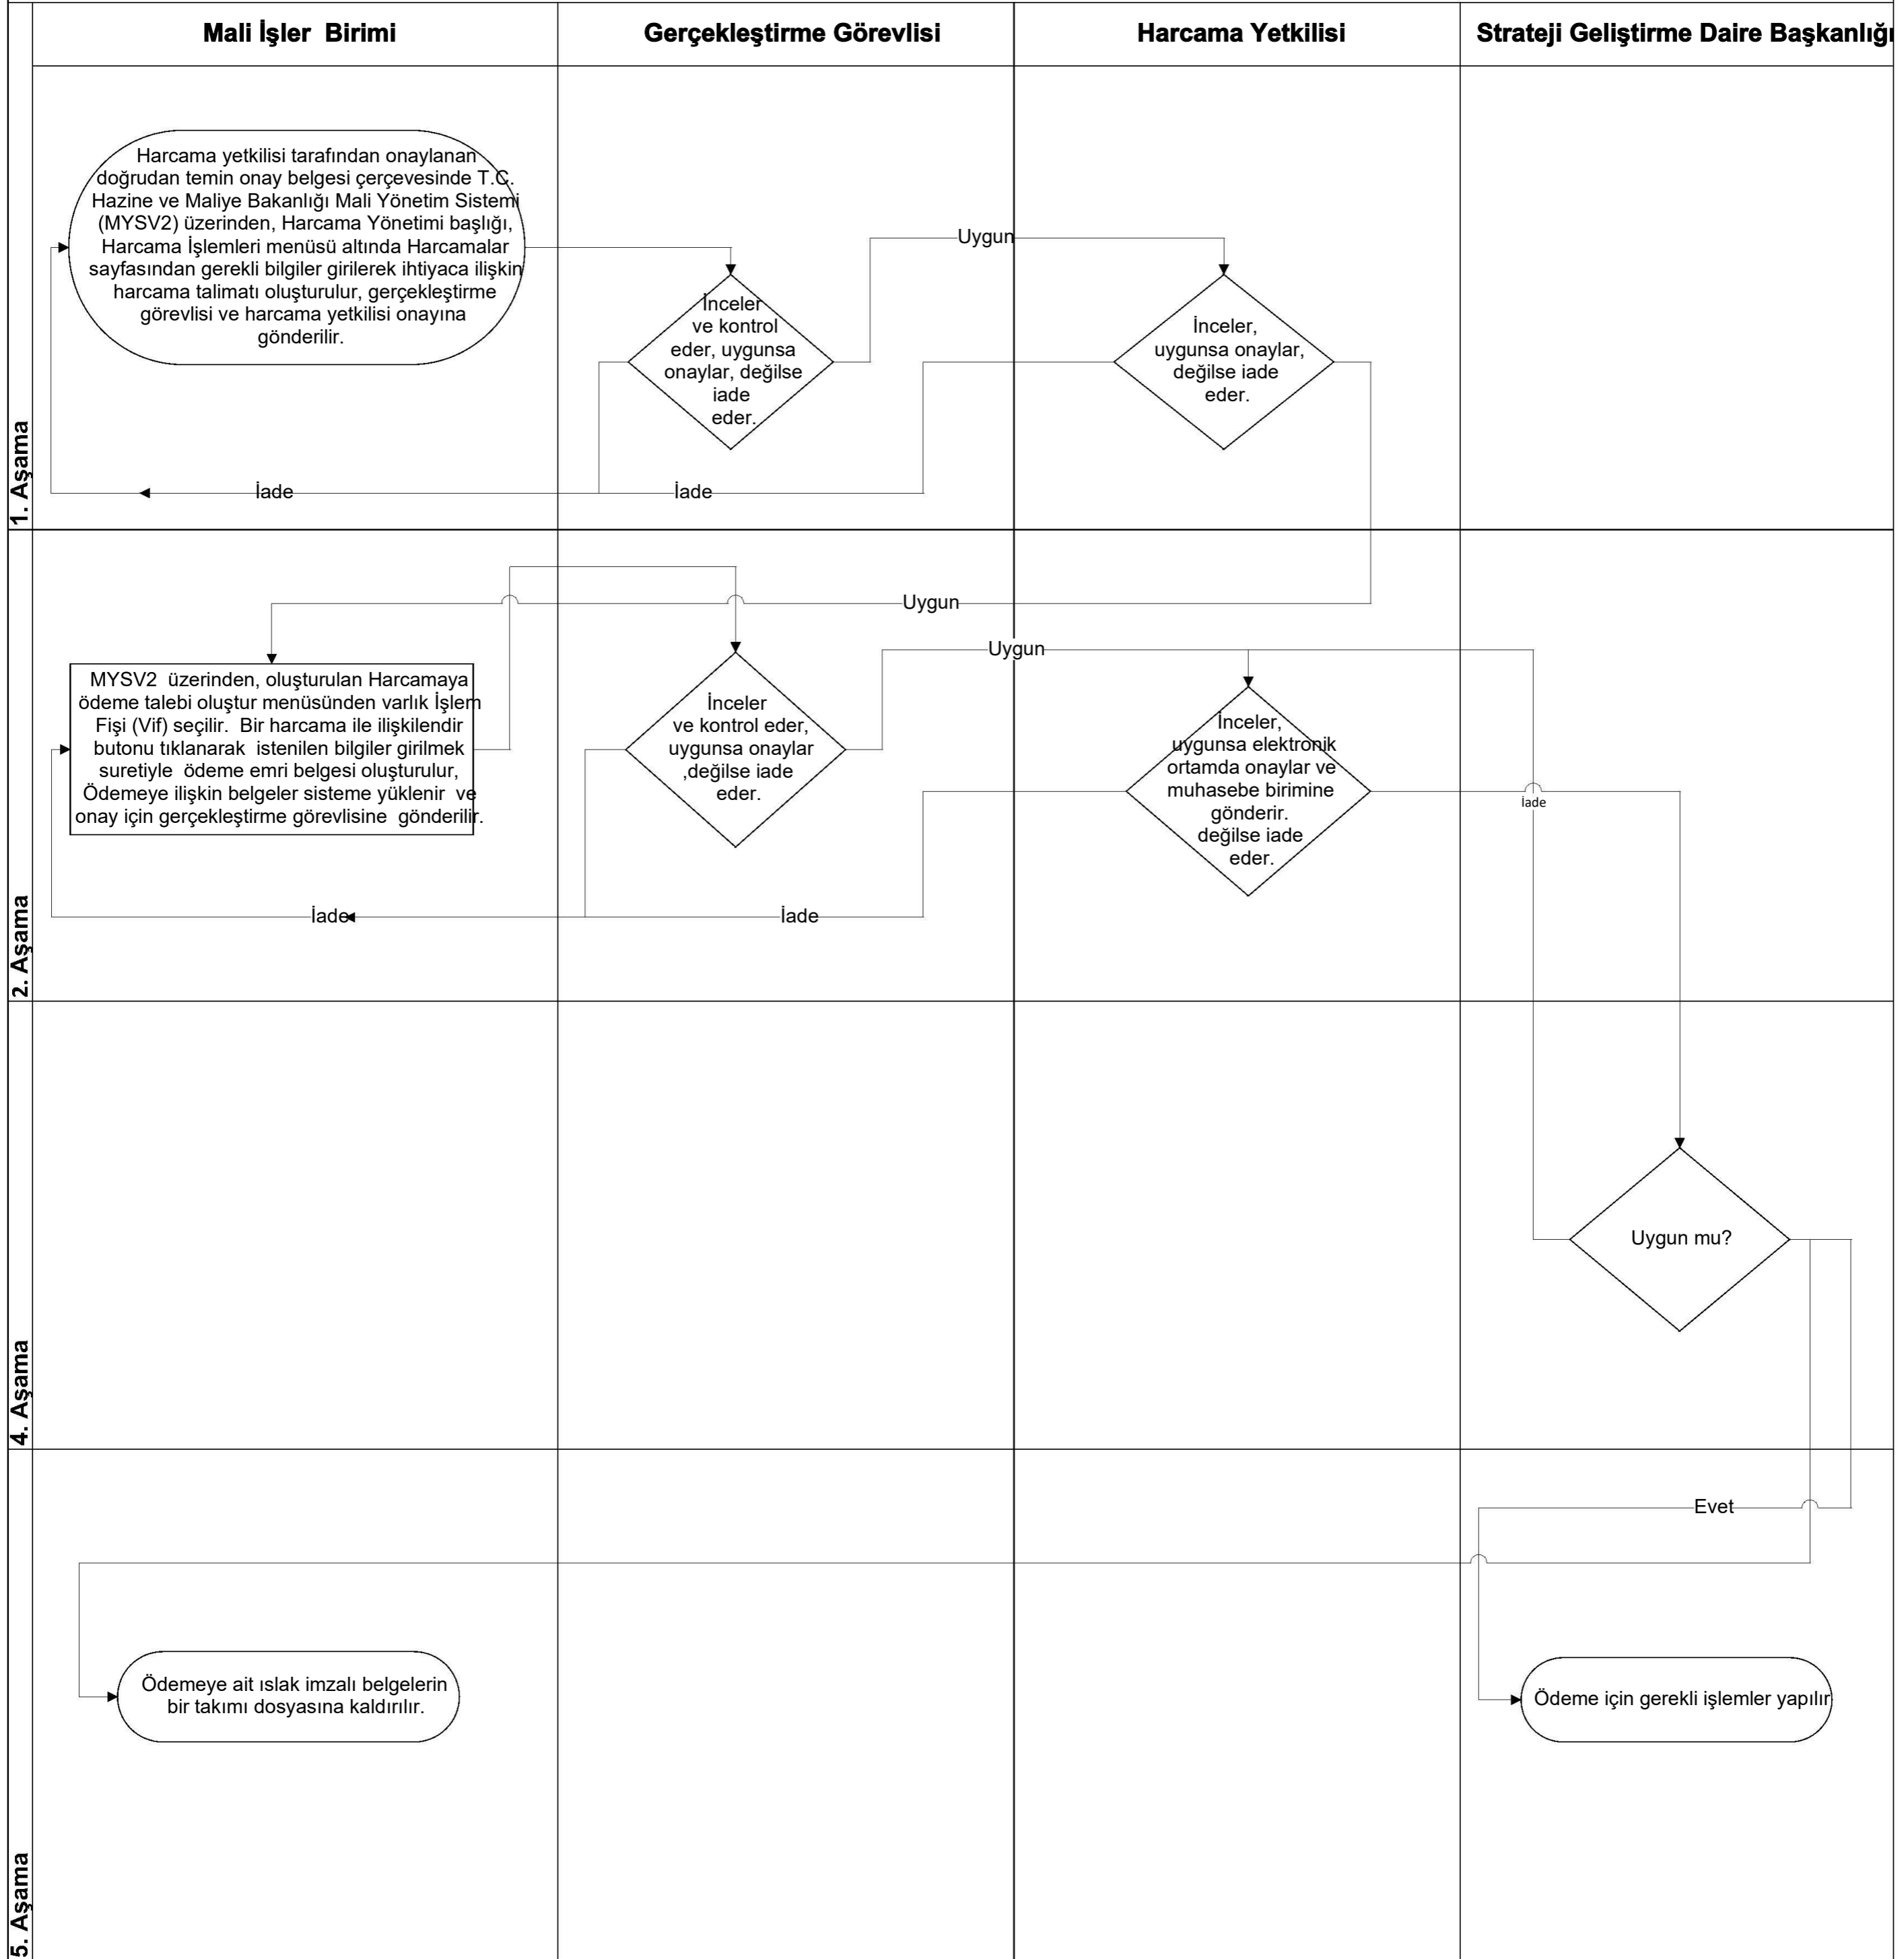 Mali İşler  Birimi
Gerçekleştirme Görevlisi
Harcama Yetkilisi
Strateji Geliştirme Daire Başkanlığı
1. Aşama
Harcama yetkilisi tarafından onaylanan
doğrudan temin onay belgesi çerçevesinde T.C.
Hazine ve Maliye Bakanlığı Mali Yönetim Sistemi
(MYSV2) üzerinden, Harcama Yönetimi başlığı,
Harcama İşlemleri menüsü altında Harcamalar
sayfasından gerekli bilgiler girilerek ihtiyaca ilişkin
harcama talimatı oluşturulur, gerçekleştirme
görevlisi ve harcama yetkilisi onayına
gönderilir.
İnceler
ve kontrol
eder, uygunsa
onaylar, değilse
iade
eder.
Uygun
İnceler,
uygunsa onaylar,
değilse iade
eder.
İade
İade
2. Aşama
Uygun
MYSV2  üzerinden, oluşturulan Harcamaya
ödeme talebi oluştur menüsünden varlık İşlem
Fişi (Vif) seçilir.  Bir harcama ile ilişkilendir
butonu tıklanarak  istenilen bilgiler girilmek
suretiyle  ödeme emri belgesi oluşturulur,
Ödemeye ilişkin belgeler sisteme yüklenir  ve
onay için gerçekleştirme görevlisine  gönderilir.
İnceler
ve kontrol eder,
uygunsa onaylar
,değilse iade
eder.
Uygun
İnceler,
uygunsa elektronik
ortamda onaylar ve
muhasebe birimine
gönderir.
değilse iade
eder.
İade
İade
İade
4. Aşama
Uygun mu?
5. Aşama
Evet
Ödemeye ait ıslak imzalı belgelerin
bir takımı dosyasına kaldırılır.
Ödeme için gerekli işlemler yapılır